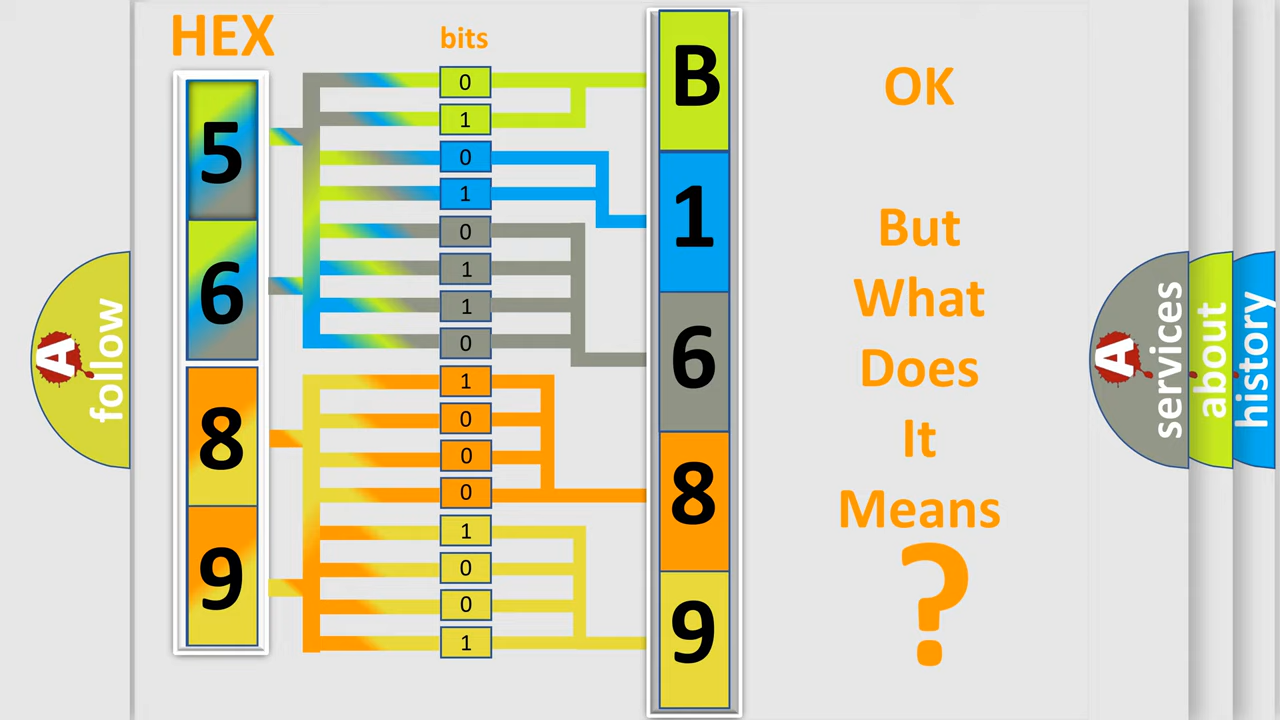 HEX
bits
5
6
8
9
0
1
0
1
0
1
1
0
1
0
0
0
1
0
0
1
B
1
6
8
9
OK
But
What
Does
It
Means
?
A
follow
A
services
about
history